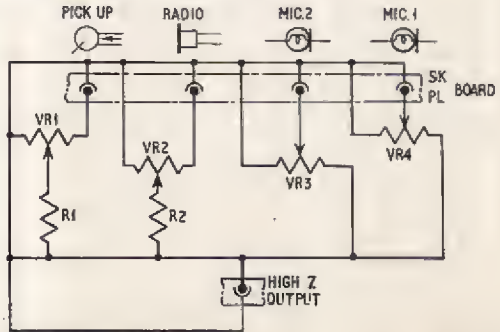 PICK UP
RADIO
MIC.2
MIC.1
SK
PL
BOARD
VR1
VR2
VR3
VR4
R1
R2
HIGH Z
OUTPUT